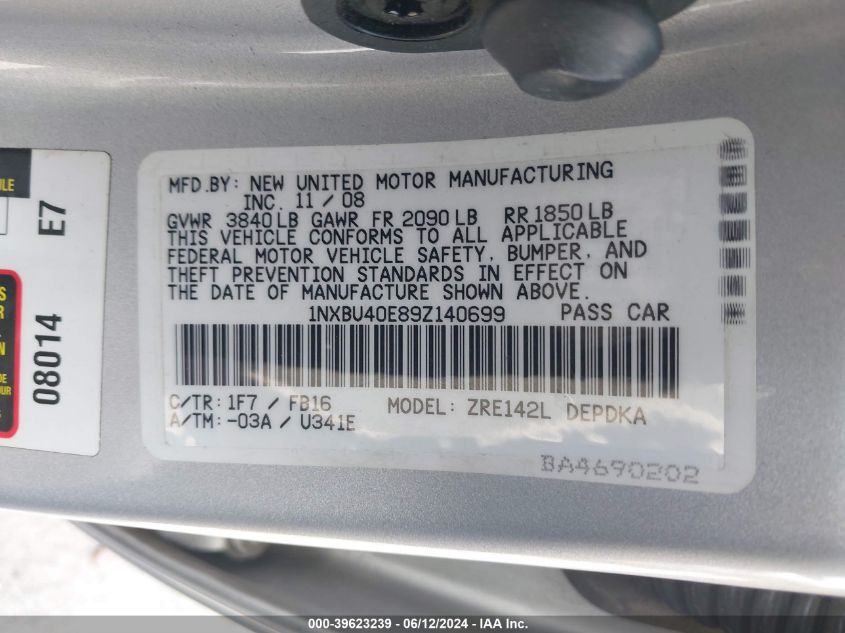 MFD.BY: NEW UNITED MOTOR MANUFACTURING
INC. 11 / 08
GVWR 3840 LB GAWR FR 2090 LB RR 1850 LB
THIS VEHICLE CONFORMS TO ALL APPLICABLE
FEDERAL MOTOR VEHICLE SAFETY, BUMPER, AND
THEFT PREVENTION STANDARDS IN EFFECT ON
THE DATE OF MANUFACTURE SHOWN ABOVE.
1NXBU40E89Z140699 PASS CAR
C/TR: 1F7 / FB16 MODEL: ZRE142L DEPDKA
A/TM: -03A / U341E
BA4690202
E7
08014
000-39623239 - 06/12/2024 - IAA Inc.